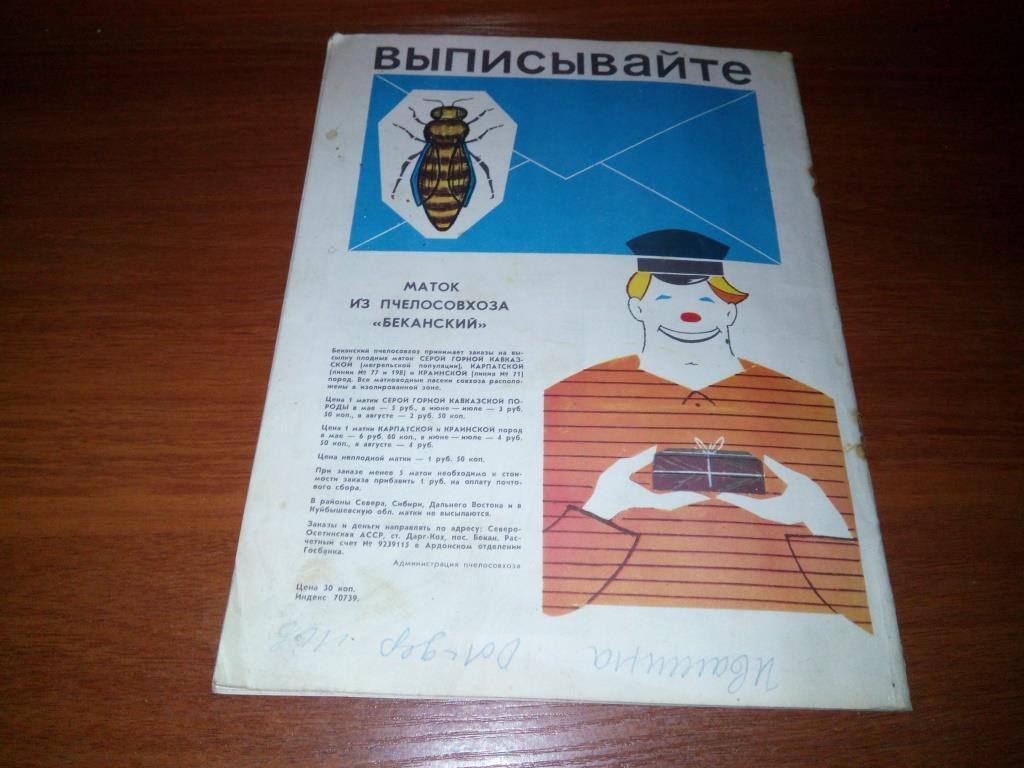 ВЫПИСЫВАЙТЕ
МАТОК
ИЗ ПЧЕЛОСОВХОЗА
«БЕКАНСКИЙ»
Беканский пчелосовхоз принимает заказы на вы-
сылку плодных маток СЕРОЙ ГОРНОЙ КАВКАЗ-
СКОЙ (мегрельской популяции), КАРПАТСКОЙ
(линии № 77 и 198) и КРАИНСКОЙ (линия № 71)
пород. Все матководные пасеки совхоза располо-
жены в изолированной зоне.
Цена 1 матки СЕРОЙ ГОРНОЙ КАВКАЗСКОЙ ПО-
РОДЫ в мае — 5 руб., в июне — июле — 3 руб.
50 коп., в августе — 2 руб. 50 коп.
Цена 1 матки КАРПАТСКОЙ и КРАИНСКОЙ пород
в мае — 6 руб. 60 коп., в июне — июле — 4 руб.
50 коп., в августе — 4 руб.
Цена неплодной матки — 1 руб. 50 коп.
При заказе менее 5 маток необходимо к стои-
мости заказа прибавить 1 руб. на оплату почто-
вого сбора.
В районы Севера, Сибири, Дальнего Востока и в
Куйбышевскую обл. матки не высылаются.
Заказы и деньги направлять по адресу: Северо-
Осетинская АССР, ст. Дарг-Кох, пос. Бекан. Рас-
четный счет № 9239115 в Ардонском отделении
Госбанка.
Администрация пчелосовхоза
Цена 30 коп.
Индекс 70739.
Ивашина